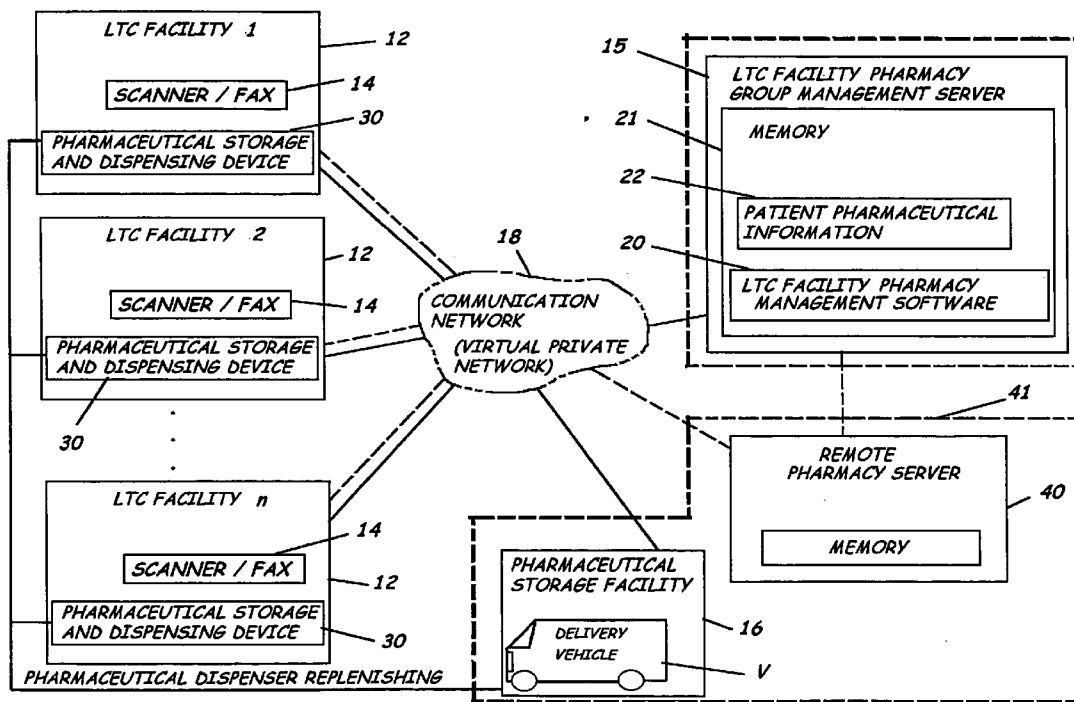 LTC FACILITY 1
12
SCANNER / FAX
14
30
PHARMACEUTICAL STORAGE
AND DISPENSING DEVICE
LTC FACILITY 2
12
SCANNER / FAX
14
PHARMACEUTICAL STORAGE
AND DISPENSING DEVICE
30
LTC FACILITY n
14
SCANNER / FAX
12
PHARMACEUTICAL STORAGE
AND DISPENSING DEVICE
30
PHARMACEUTICAL DISPENSER REPLENISHING
18
COMMUNICATION
NETWORK
(VIRTUAL PRIVATE
NETWORK)
15
LTC FACILITY PHARMACY
GROUP MANAGEMENT SERVER
21
MEMORY
22
PATIENT PHARMACEUTICAL
INFORMATION
20
LTC FACILITY PHARMACY
MANAGEMENT SOFTWARE
41
REMOTE
PHARMACY SERVER
40
MEMORY
PHARMACEUTICAL
STORAGE FACILITY
16
DELIVERY
VEHICLE
V